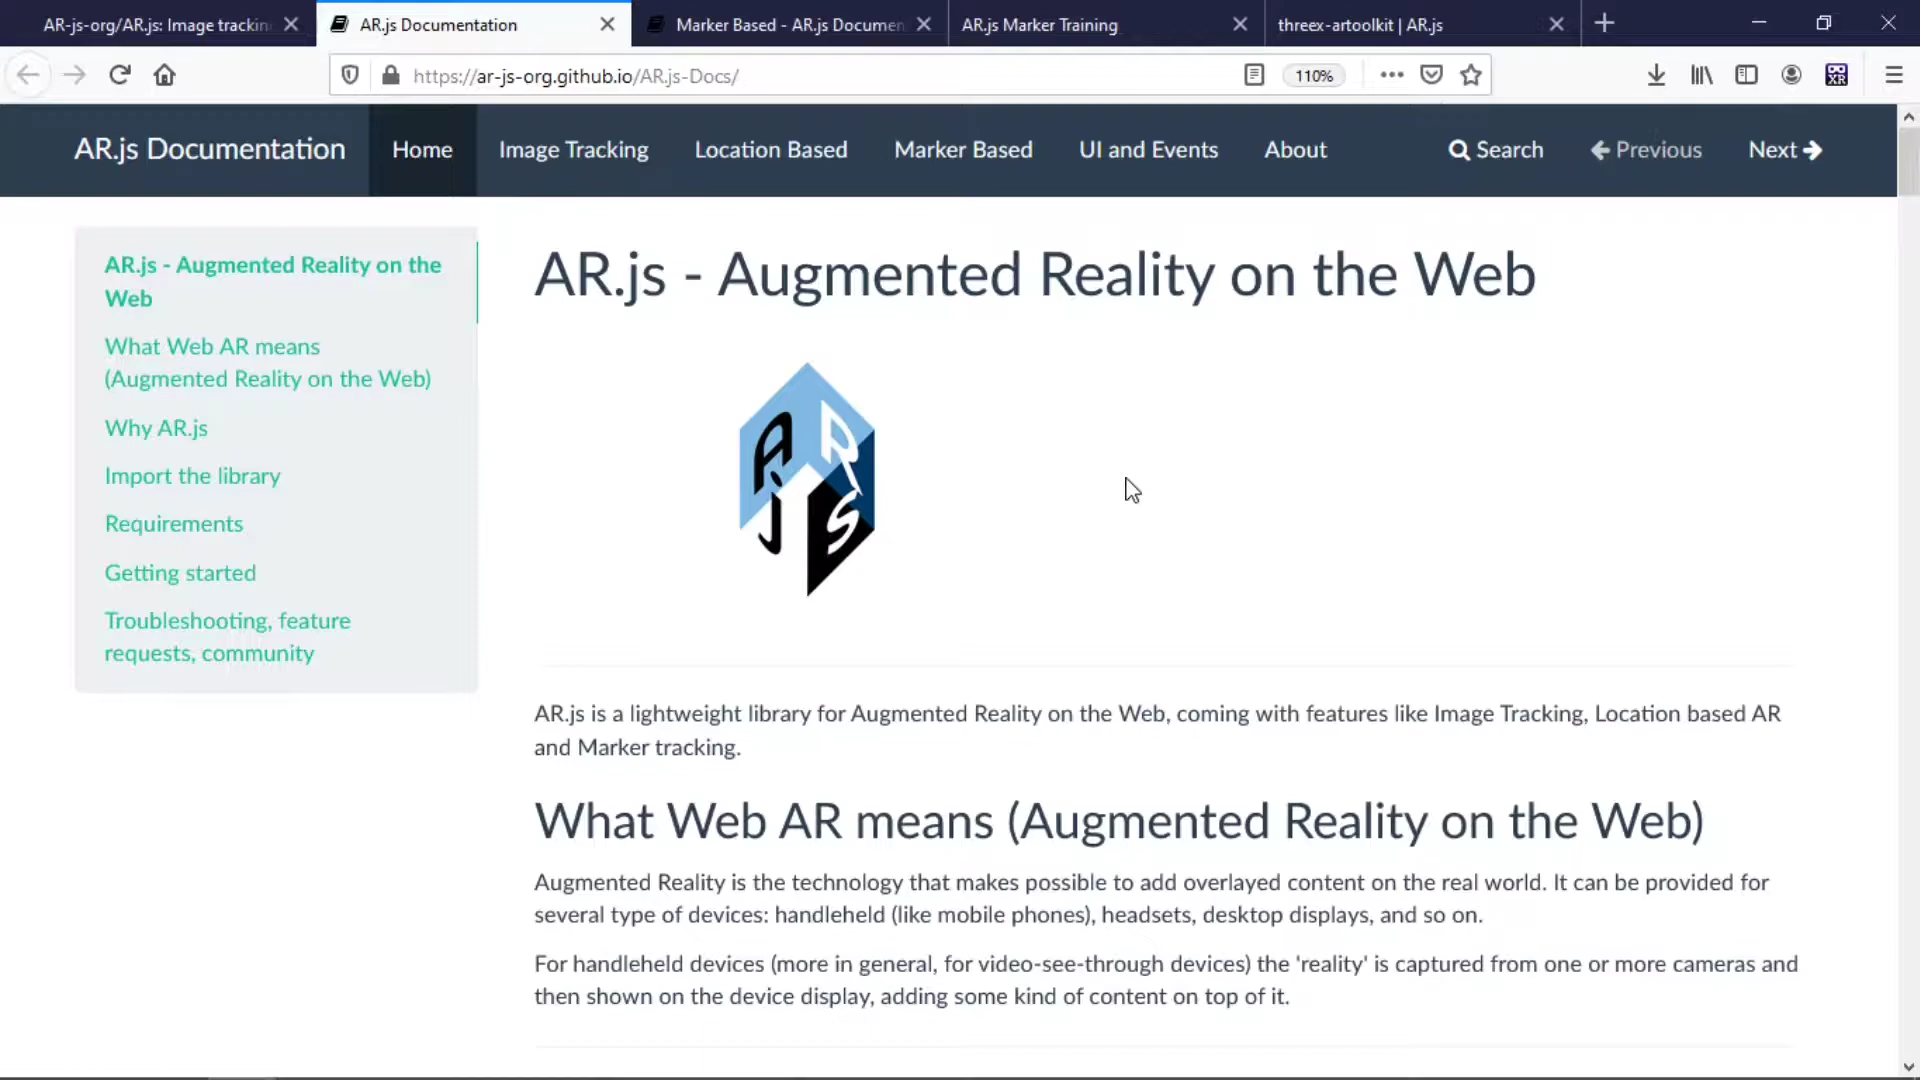 AR-js-org/AR.js: Image trackin
AR.js Documentation
Marker Based - AR.js Documen
AR.js Marker Training
threex-artoolkit | AR.js
https://ar-js-org.github.io/AR.js-Docs/
110%
XR
AR.js Documentation
Home
Image Tracking
Location Based
Marker Based
UI and Events
About
Search
Previous
Next
AR.js - Augmented Reality on the
Web
What Web AR means
(Augmented Reality on the Web)
Why AR.js
Import the library
Requirements
Getting started
Troubleshooting, feature
requests, community
AR.js - Augmented Reality on the Web
AR
JS
AR.js is a lightweight library for Augmented Reality on the Web, coming with features like Image Tracking, Location based AR
and Marker tracking.
What Web AR means (Augmented Reality on the Web)
Augmented Reality is the technology that makes possible to add overlayed content on the real world. It can be provided for
several type of devices: handleheld (like mobile phones), headsets, desktop displays, and so on.
For handleheld devices (more in general, for video-see-through devices) the 'reality' is captured from one or more cameras and
then shown on the device display, adding some kind of content on top of it.